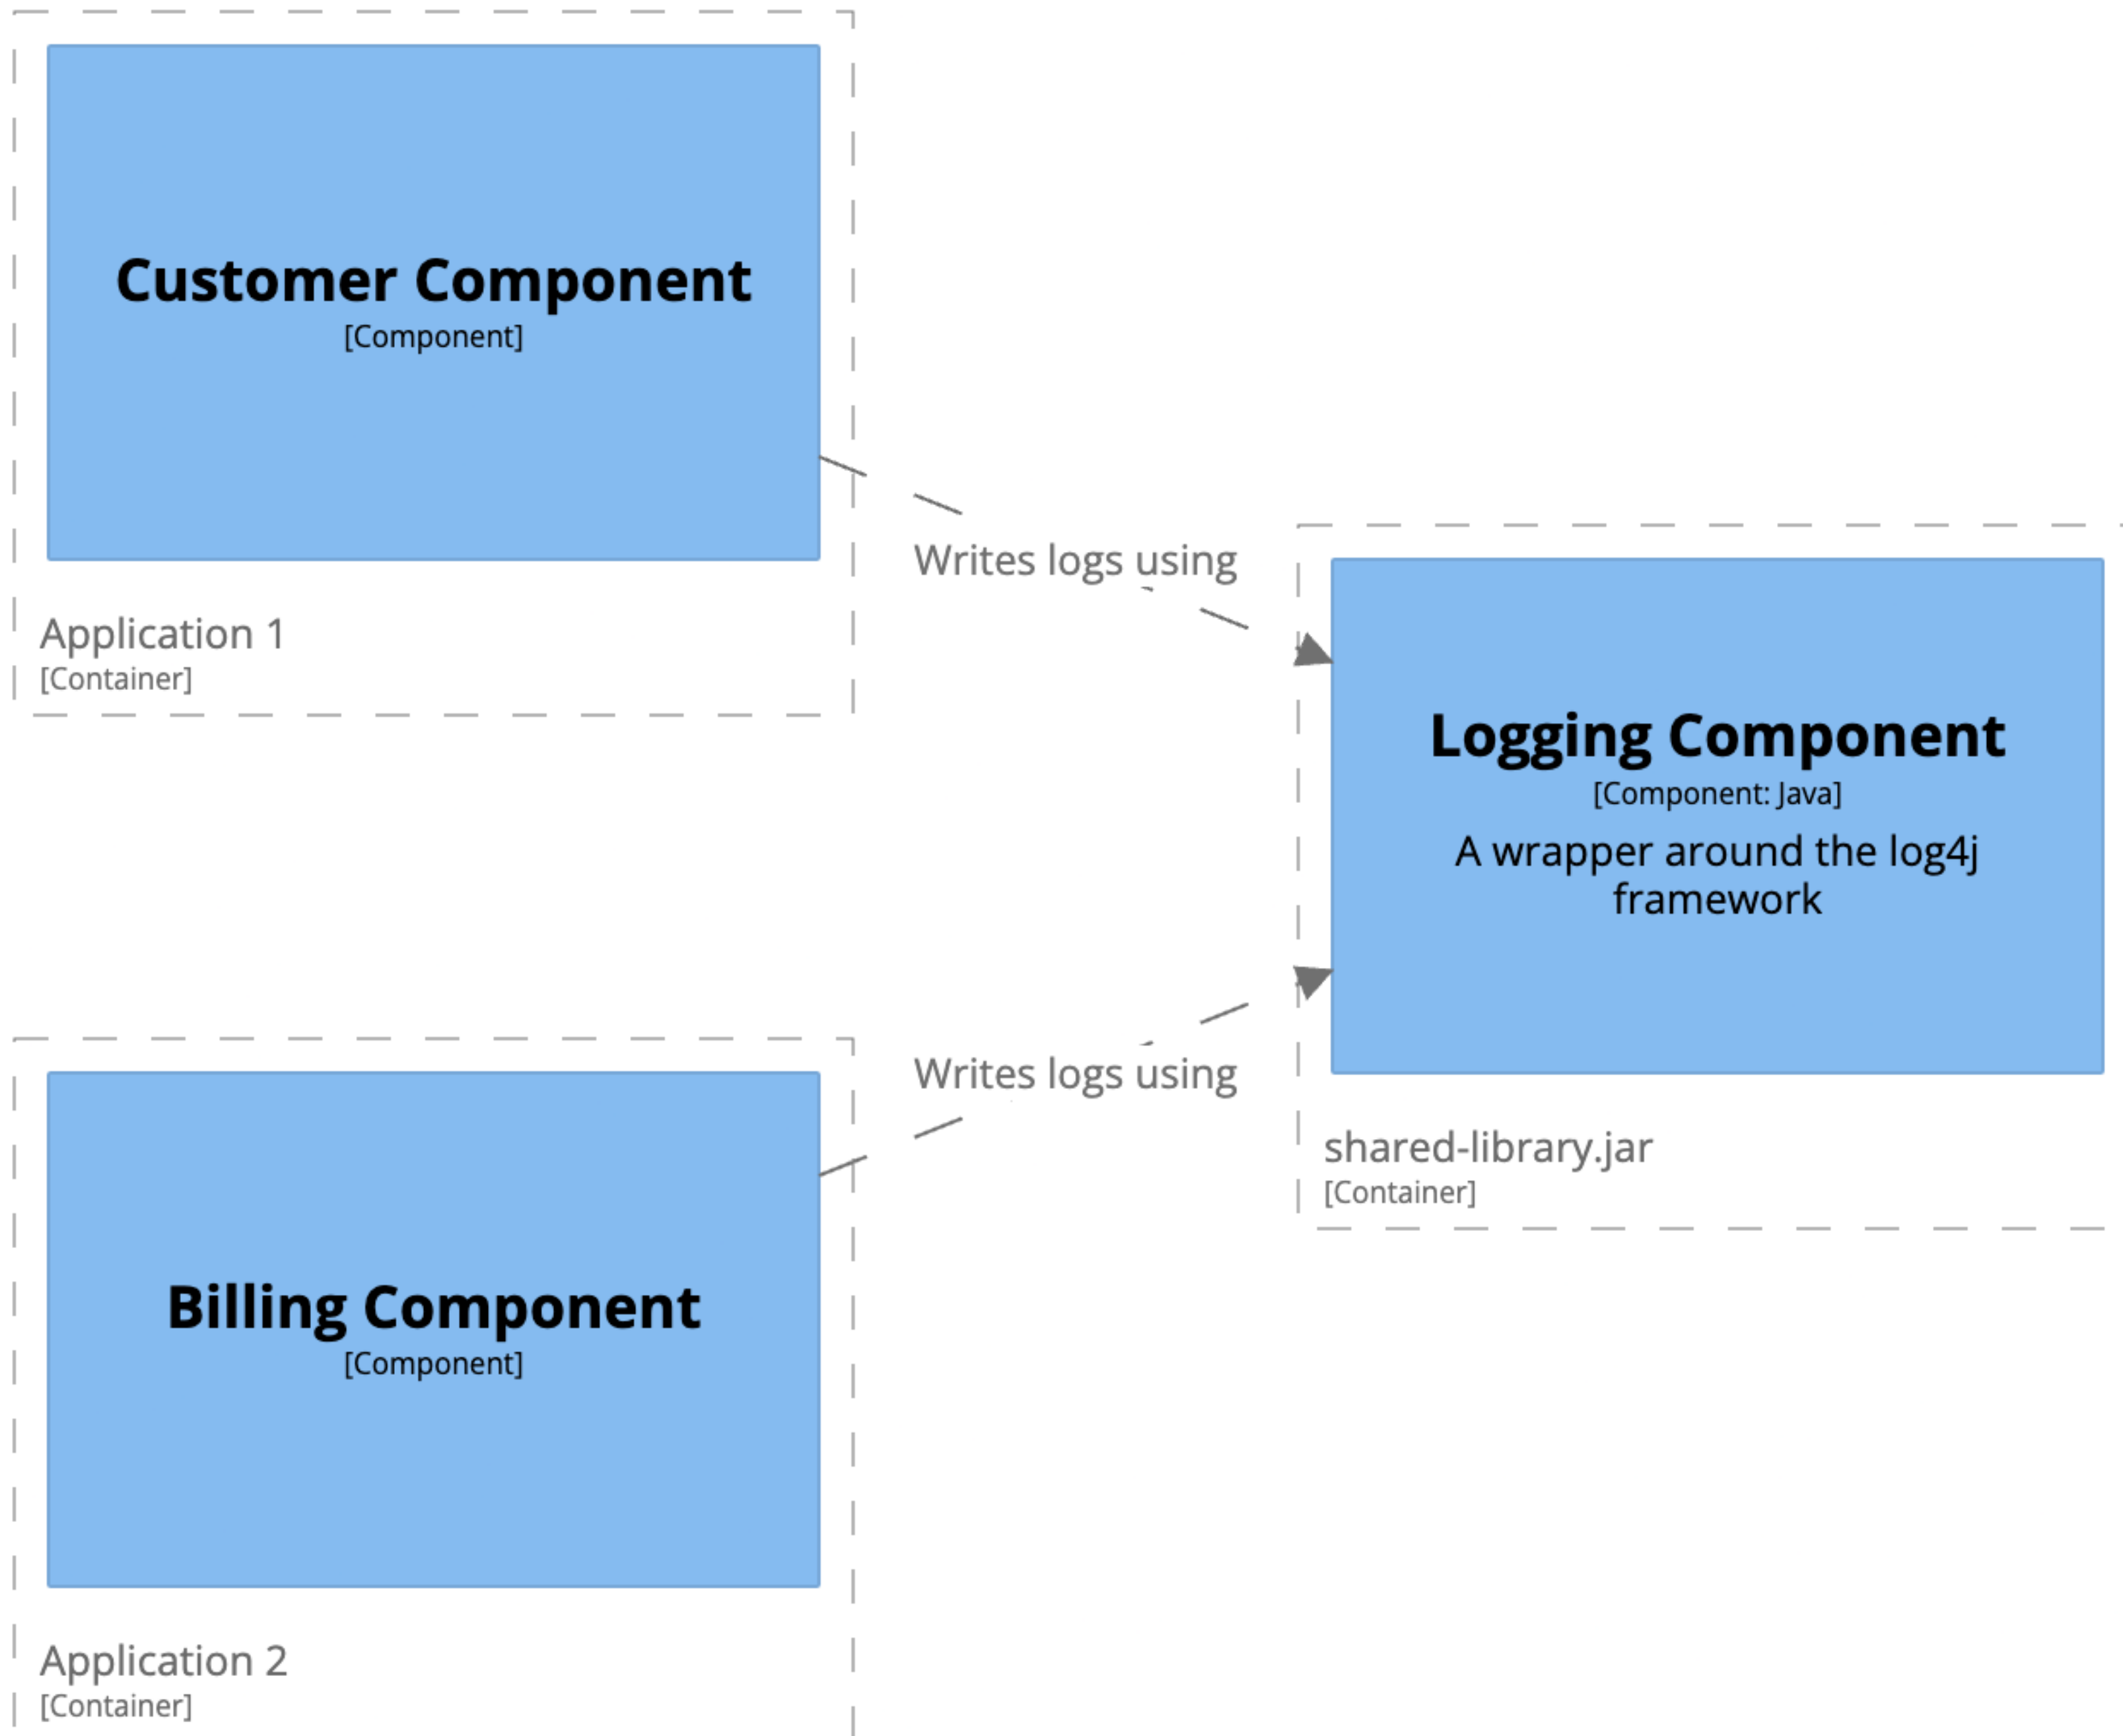 Customer Component
[Component]
Application 1
[Container]
Writes logs using
Logging Component
[Component: Java]
A wrapper around the log4j
framework
shared-library.jar
[Container]
Writes logs using
Billing Component
[Component]
Application 2
[Container]